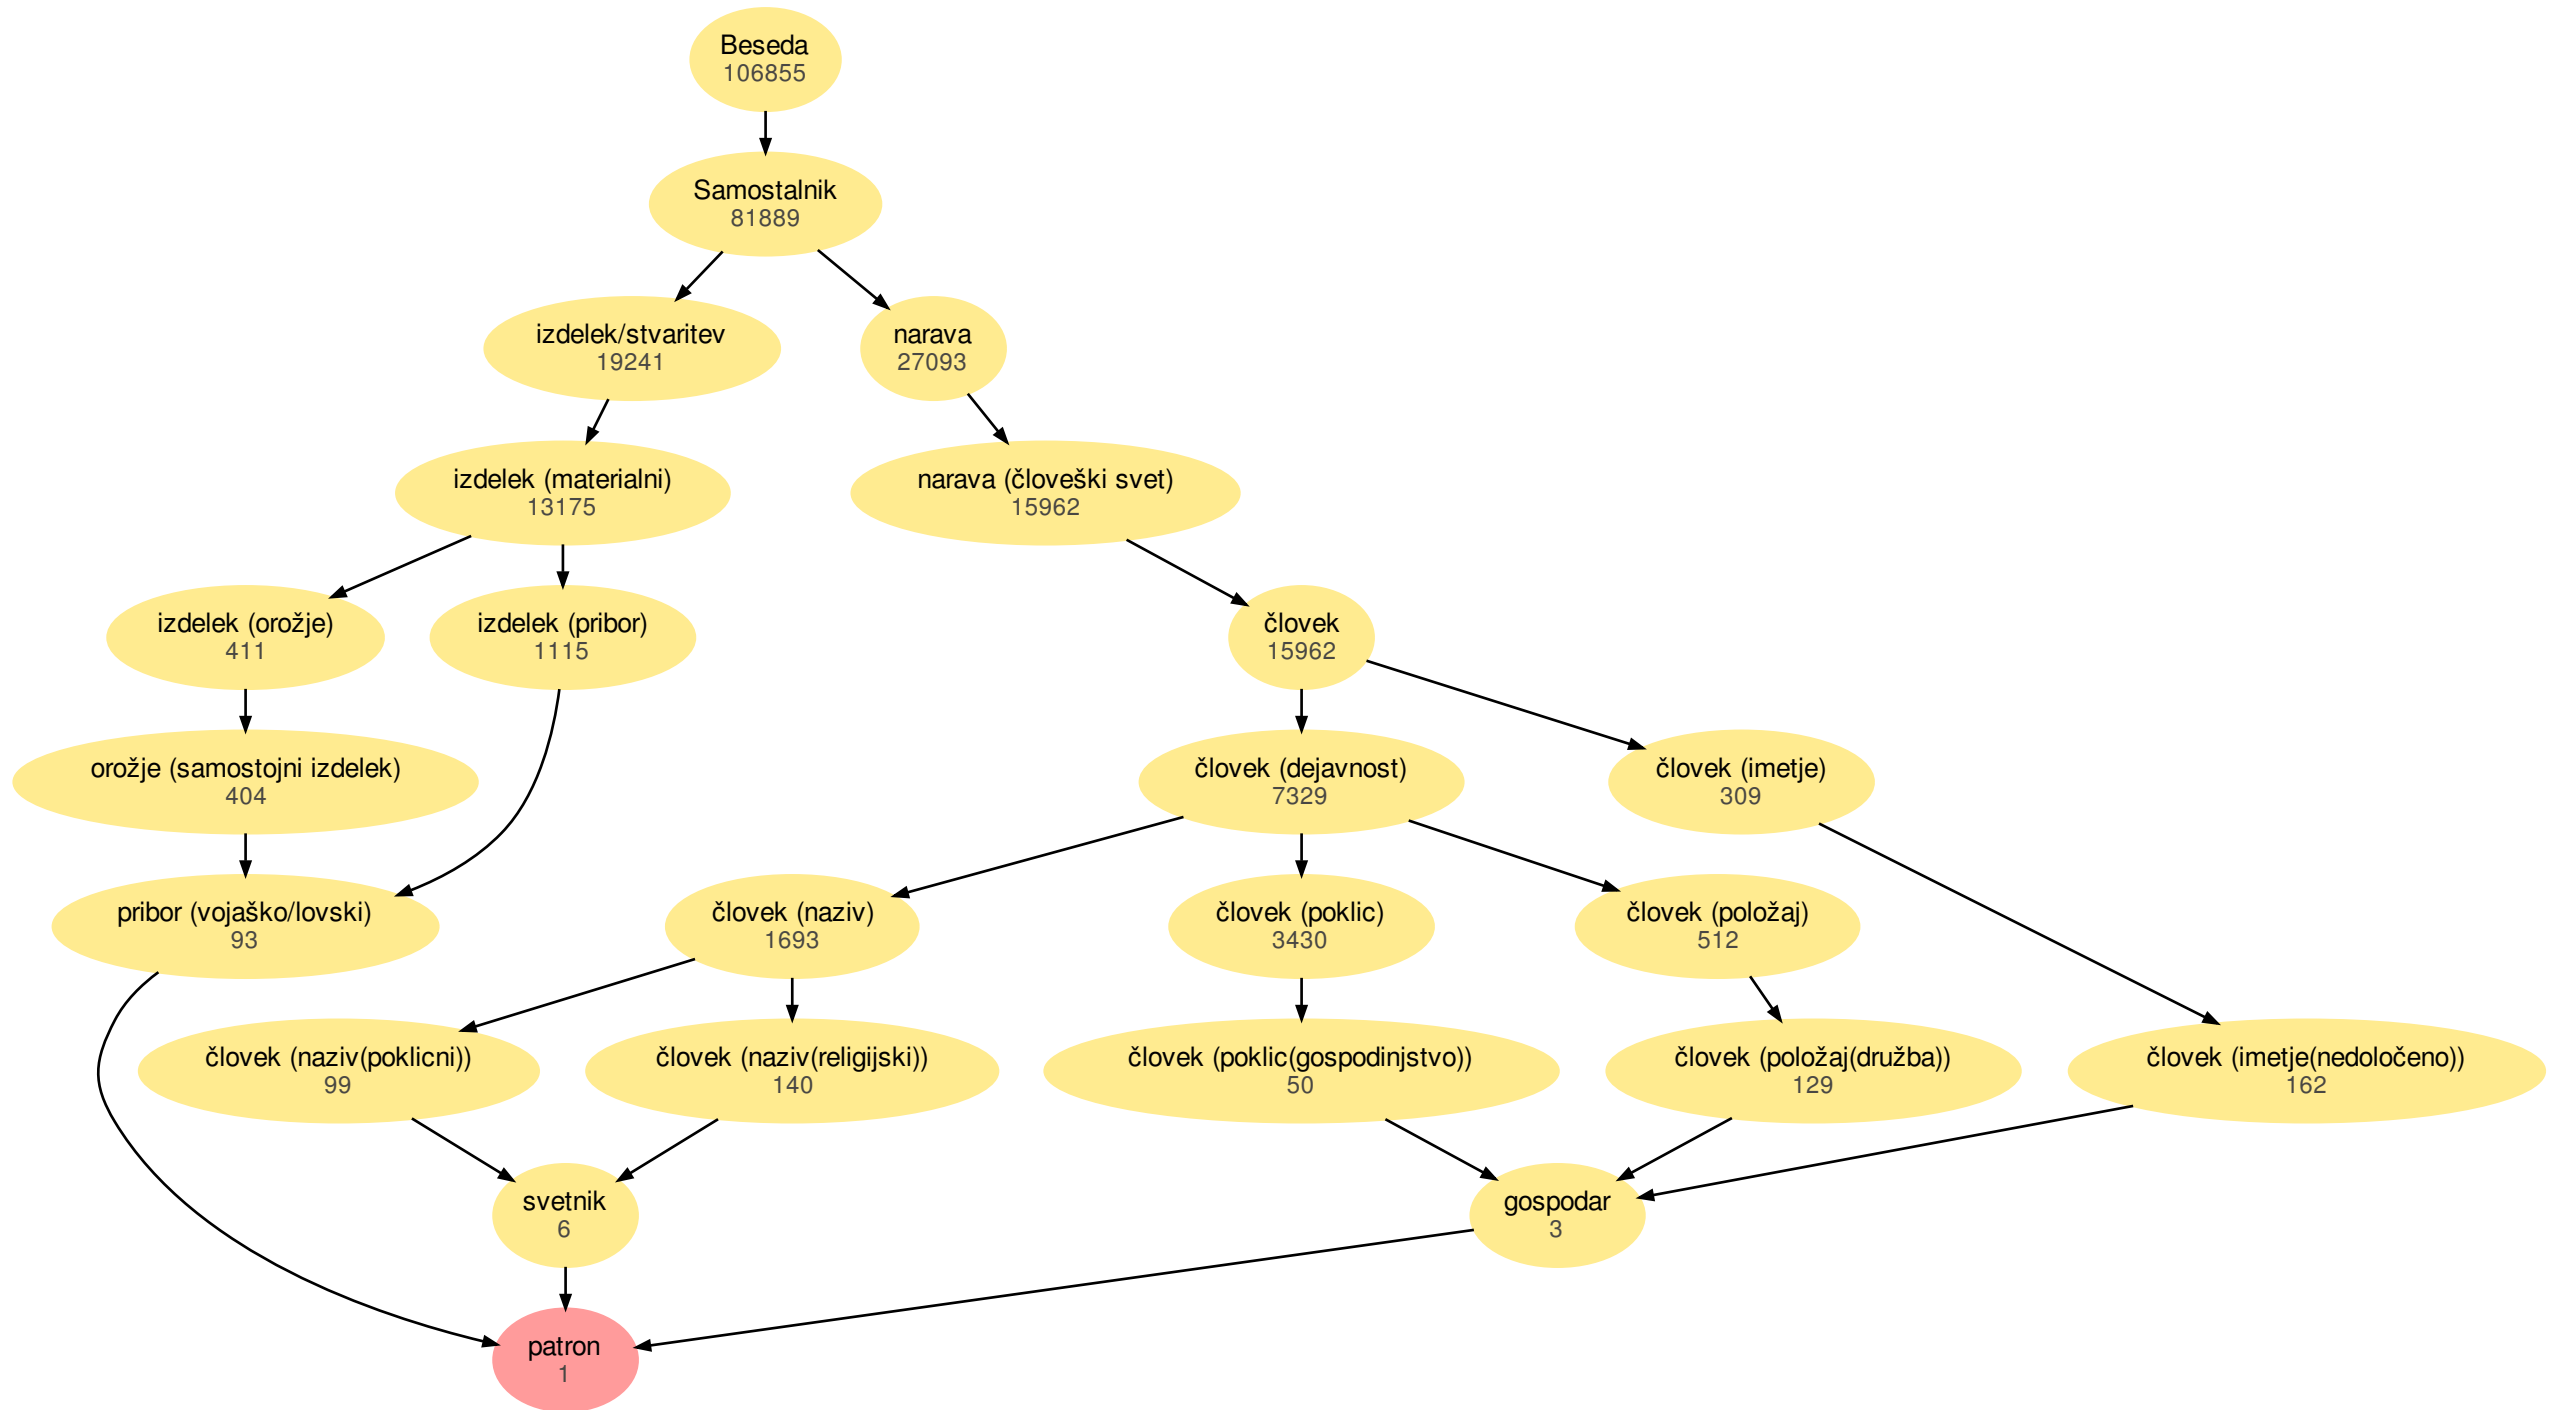 Beseda
106855
Samostalnik
81889
izdelek/stvaritev
19241
narava
27093
izdelek (materialni)
13175
narava (človeški svet)
15962
izdelek (orožje)
411
izdelek (pribor)
1115
človek
15962
orožje (samostojni izdelek)
404
človek (dejavnost)
7329
človek (imetje)
309
pribor (vojaško/lovski)
93
človek (naziv)
1693
človek (poklic)
3430
človek (položaj)
512
človek (naziv(poklicni))
99
človek (naziv(religijski))
140
človek (poklic(gospodinjstvo))
50
človek (položaj(družba))
129
človek (imetje(nedoločeno))
162
svetnik
6
gospodar
3
patron
1